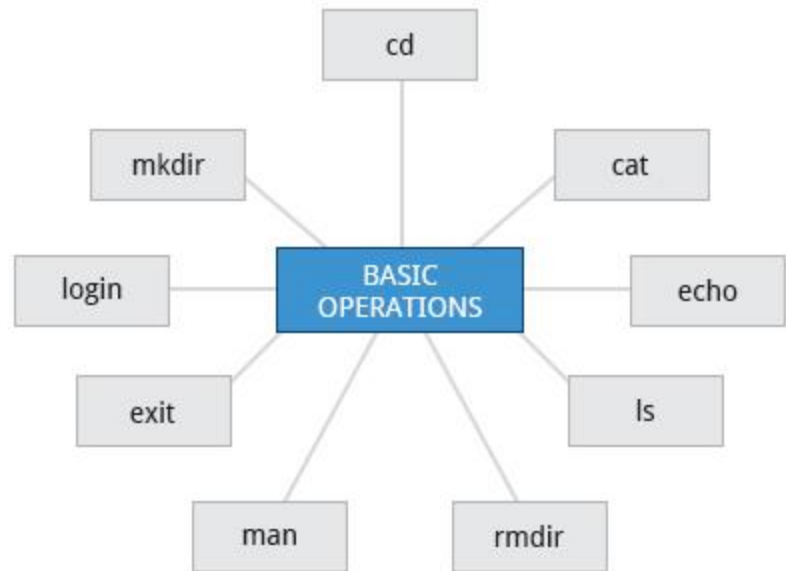 cd
mkdir
cat
login
BASIC
OPERATIONS
echo
exit
ls
man
rmdir